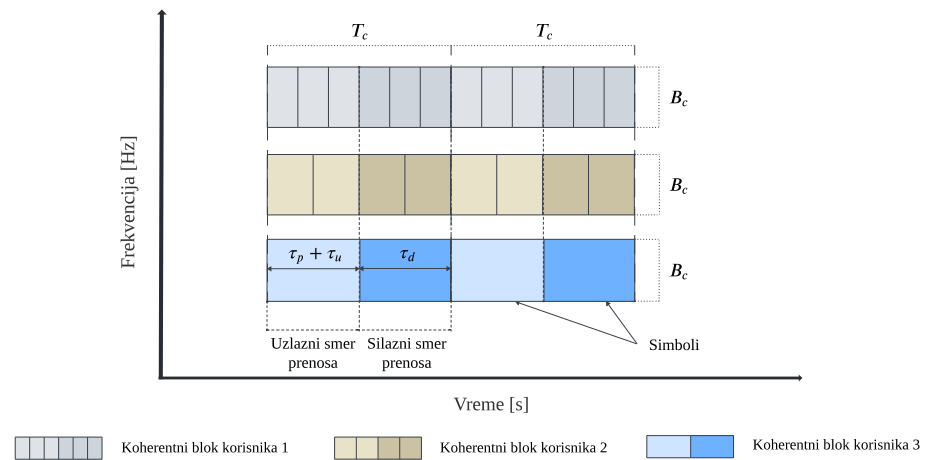 T_c T_c
B_c
B_c
τ_p + τ_u τ_d
B_c
Uzlazni smer
prenosa
Silazni smer
prenosa
Simboli
Frekvencija [Hz]
Vreme [s]
Koherentni blok korisnika 1
Koherentni blok korisnika 2
Koherentni blok korisnika 3